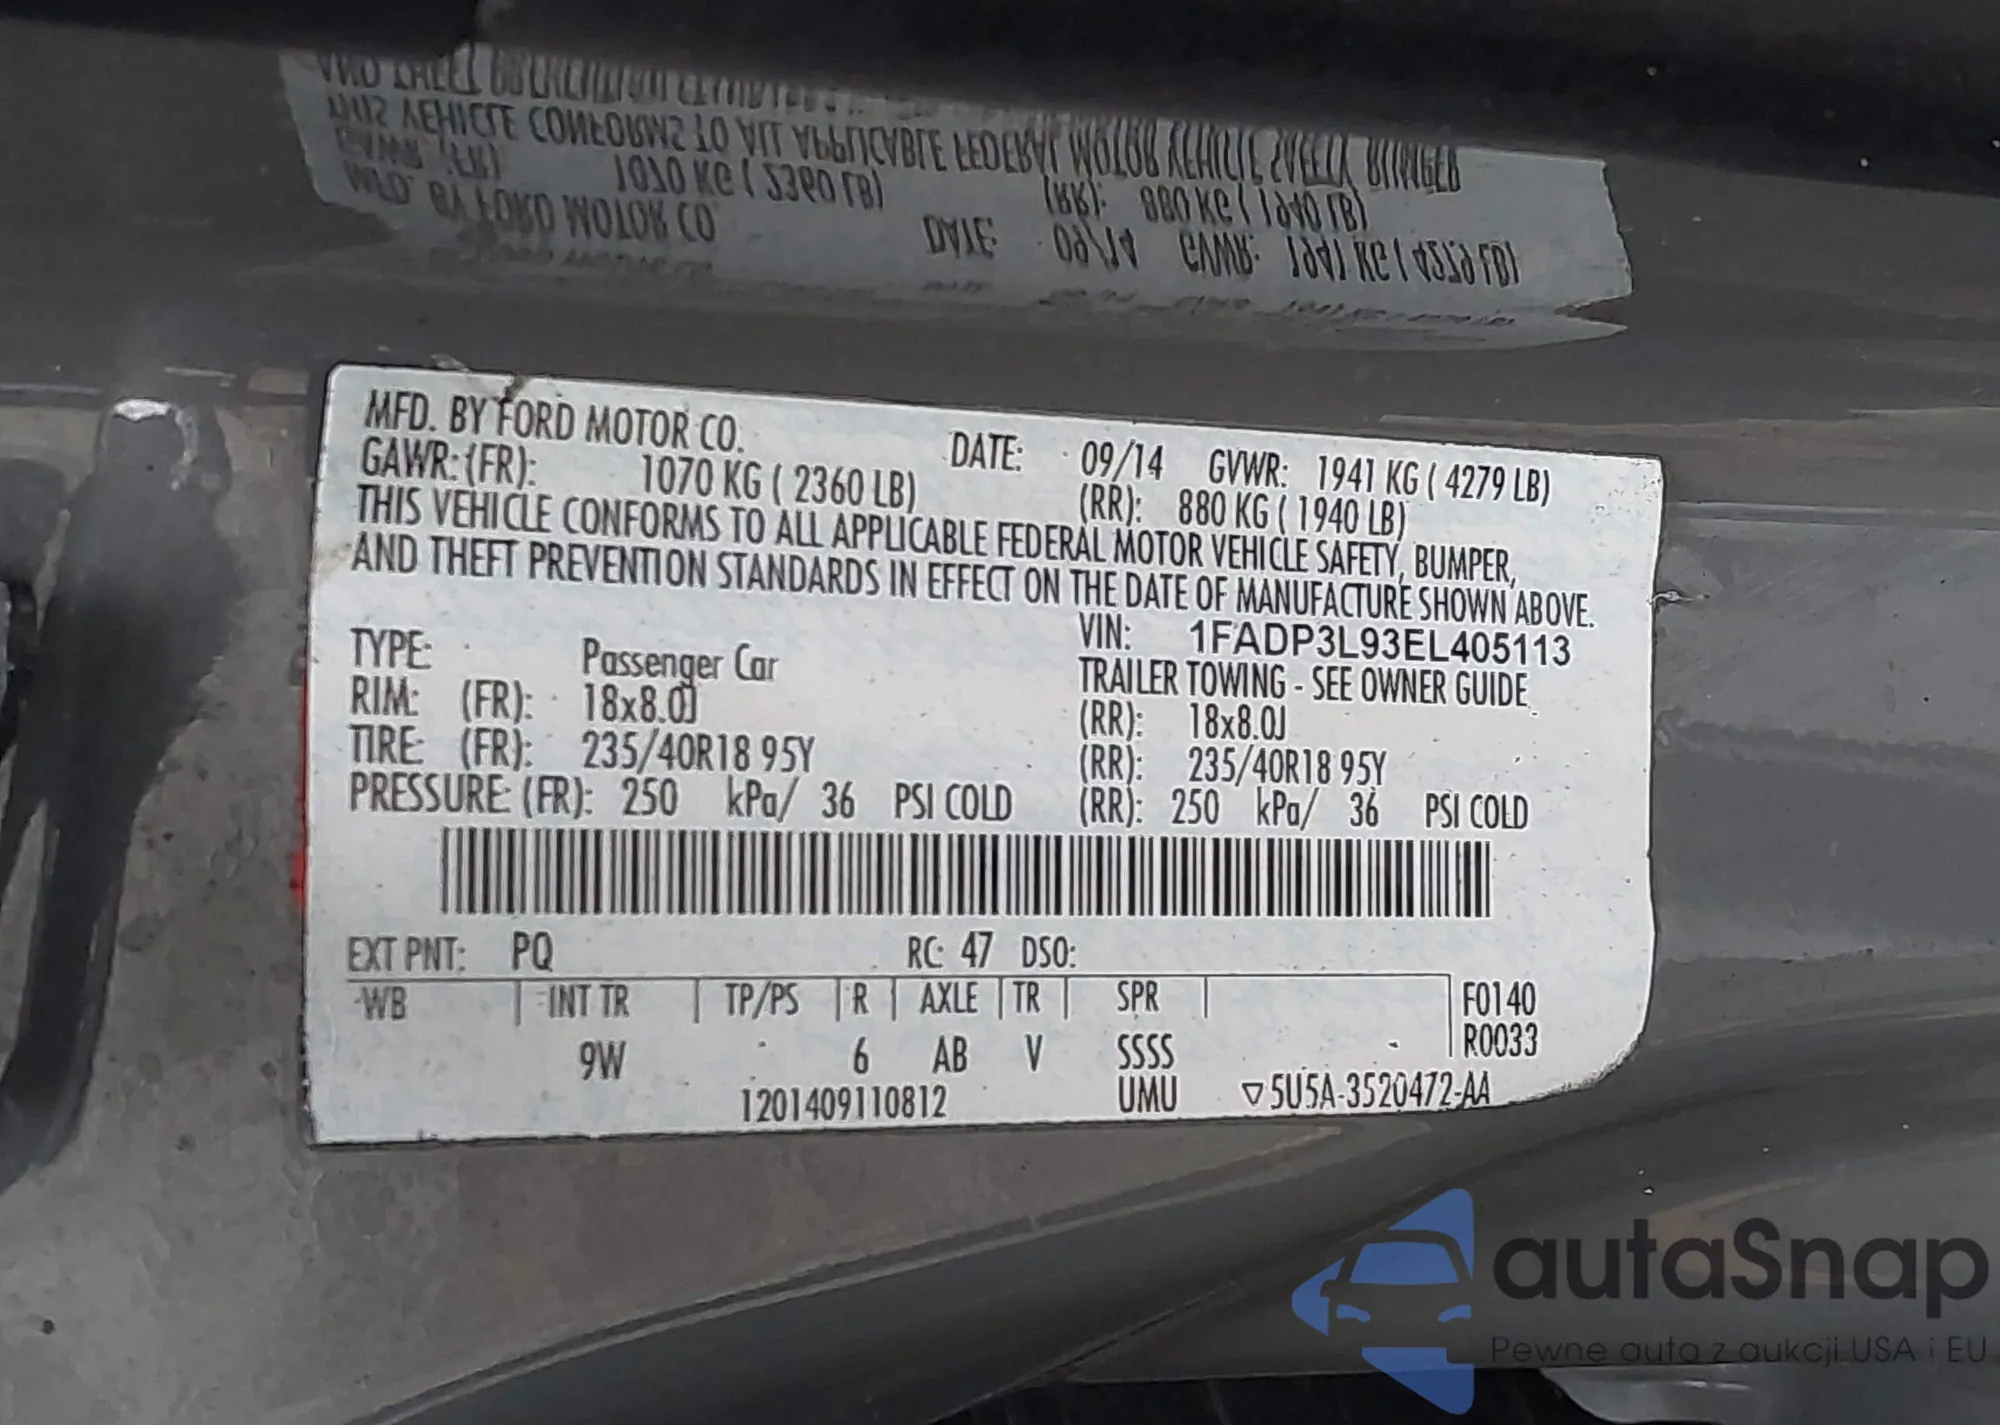 MFD. BY FORD MOTOR CO. DATE: 09/14 GVWR: 1941 KG ( 4279 LB)
GAWR: (FR): 1070 KG ( 2360 LB) (RR): 880 KG ( 1940 LB)
THIS VEHICLE CONFORMS TO ALL APPLICABLE FEDERAL MOTOR VEHICLE SAFETY, BUMPER,
AND THEFT PREVENTION STANDARDS IN EFFECT ON THE DATE OF MANUFACTURE SHOWN ABOVE.
VIN: 1FADP3L93EL405113
TYPE: Passenger Car TRAILER TOWING - SEE OWNER GUIDE
RIM: (FR): 18x8.0J (RR): 18x8.0J
TIRE: (FR): 235/40R18 95Y (RR): 235/40R18 95Y
PRESSURE: (FR): 250 kPa/ 36 PSI COLD (RR): 250 kPa/ 36 PSI COLD
EXT PNT: PQ RC: 47 DSO:
WB INT TR TP/PS R AXLE TR SPR F0140
R0033
9W 6 AB V SSSS
1201409110812 UMU ▽5U5A-3520472-AA
autaSnap
Pewne auta z aukcji USA i EU